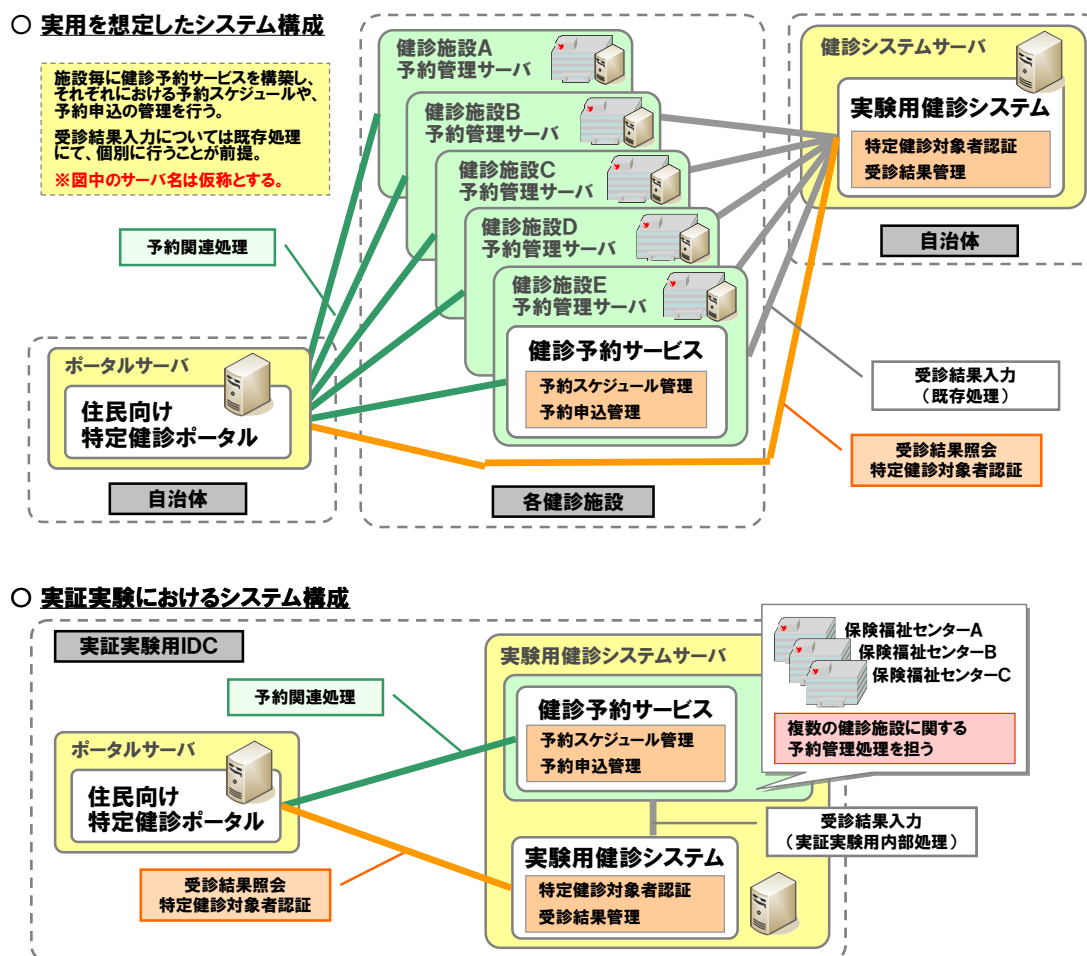 ○ 実用を想定したシステム構成
施設毎に健診予約サービスを構築し、
それぞれにおける予約スケジュールや、
予約申込の管理を行う。
受診結果入力については既存処理
にて、個別に行うことが前提。
※図中のサーバ名は仮称とする。
健診施設A
予約管理サーバ
健診施設B
予約管理サーバ
健診施設C
予約管理サーバ
健診施設D
予約管理サーバ
健診施設E
予約管理サーバ
健診予約サービス
予約スケジュール管理
予約申込管理
各健診施設
健診システムサーバ
実験用健診システム
特定健診対象者認証
受診結果管理
自治体
予約関連処理
ポータルサーバ
住民向け
特定健診ポータル
自治体
受診結果入力
（既存処理）
受診結果照会
特定健診対象者認証
○ 実証実験におけるシステム構成
実証実験用IDC
予約関連処理
ポータルサーバ
住民向け
特定健診ポータル
受診結果照会
特定健診対象者認証
実験用健診システムサーバ
健診予約サービス
予約スケジュール管理
予約申込管理
保険福祉センターA
保険福祉センターB
保険福祉センターC
複数の健診施設に関する
予約管理処理を担う
受診結果入力
（実証実験用内部処理）
実験用健診システム
特定健診対象者認証
受診結果管理